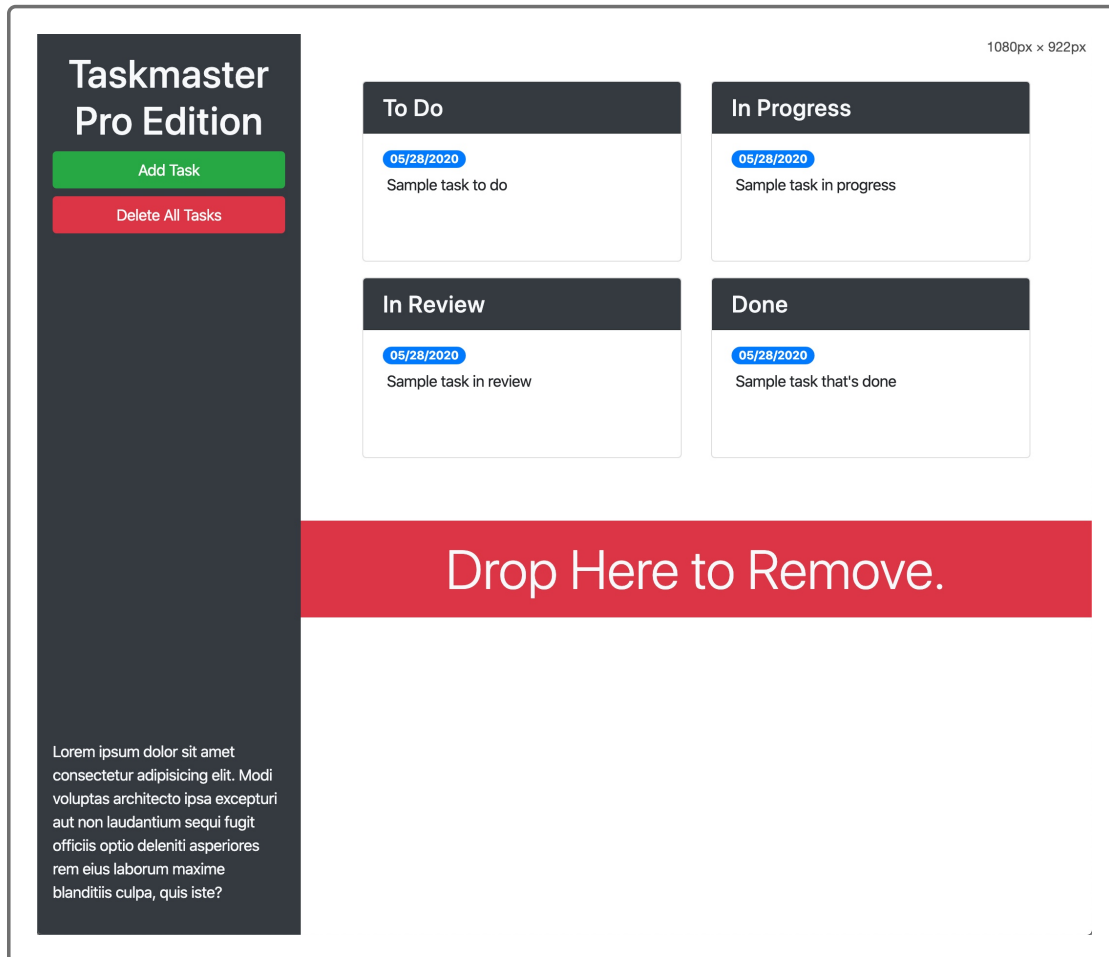 Taskmaster
Pro Edition
Add Task
Delete All Tasks
Lorem ipsum dolor sit amet
consectetur adipisicing elit. Modi
voluptas architecto ipsa excepturi
aut non laudantium sequi fugit
officiis optio deleniti asperiores
rem eius laborum maxime
blanditiis culpa, quis iste?
1080px × 922px
To Do
05/28/2020
Sample task to do
In Progress
05/28/2020
Sample task in progress
In Review
05/28/2020
Sample task in review
Done
05/28/2020
Sample task that's done
Drop Here to Remove.